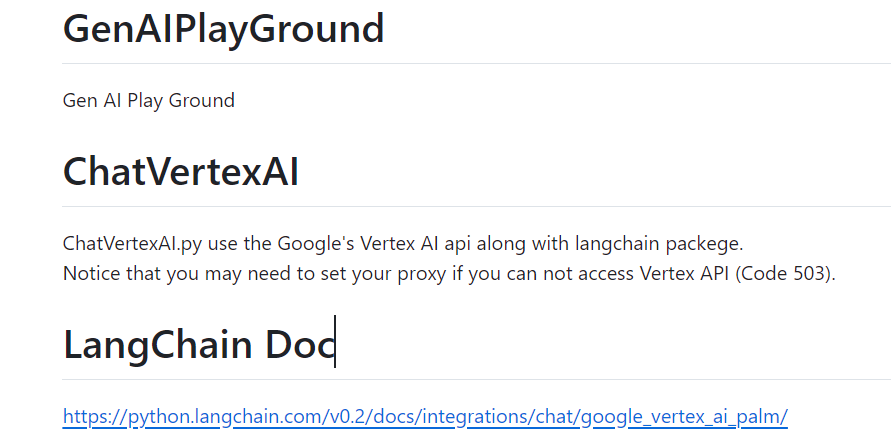 GenAIPlayGround
Gen AI Play Ground
ChatVertexAI
ChatVertexAI.py use the Google's Vertex AI api along with langchain packege.
Notice that you may need to set your proxy if you can not access Vertex API (Code 503).
LangChain Doc
https://python.langchain.com/v0.2/docs/integrations/chat/google_vertex_ai_palm/